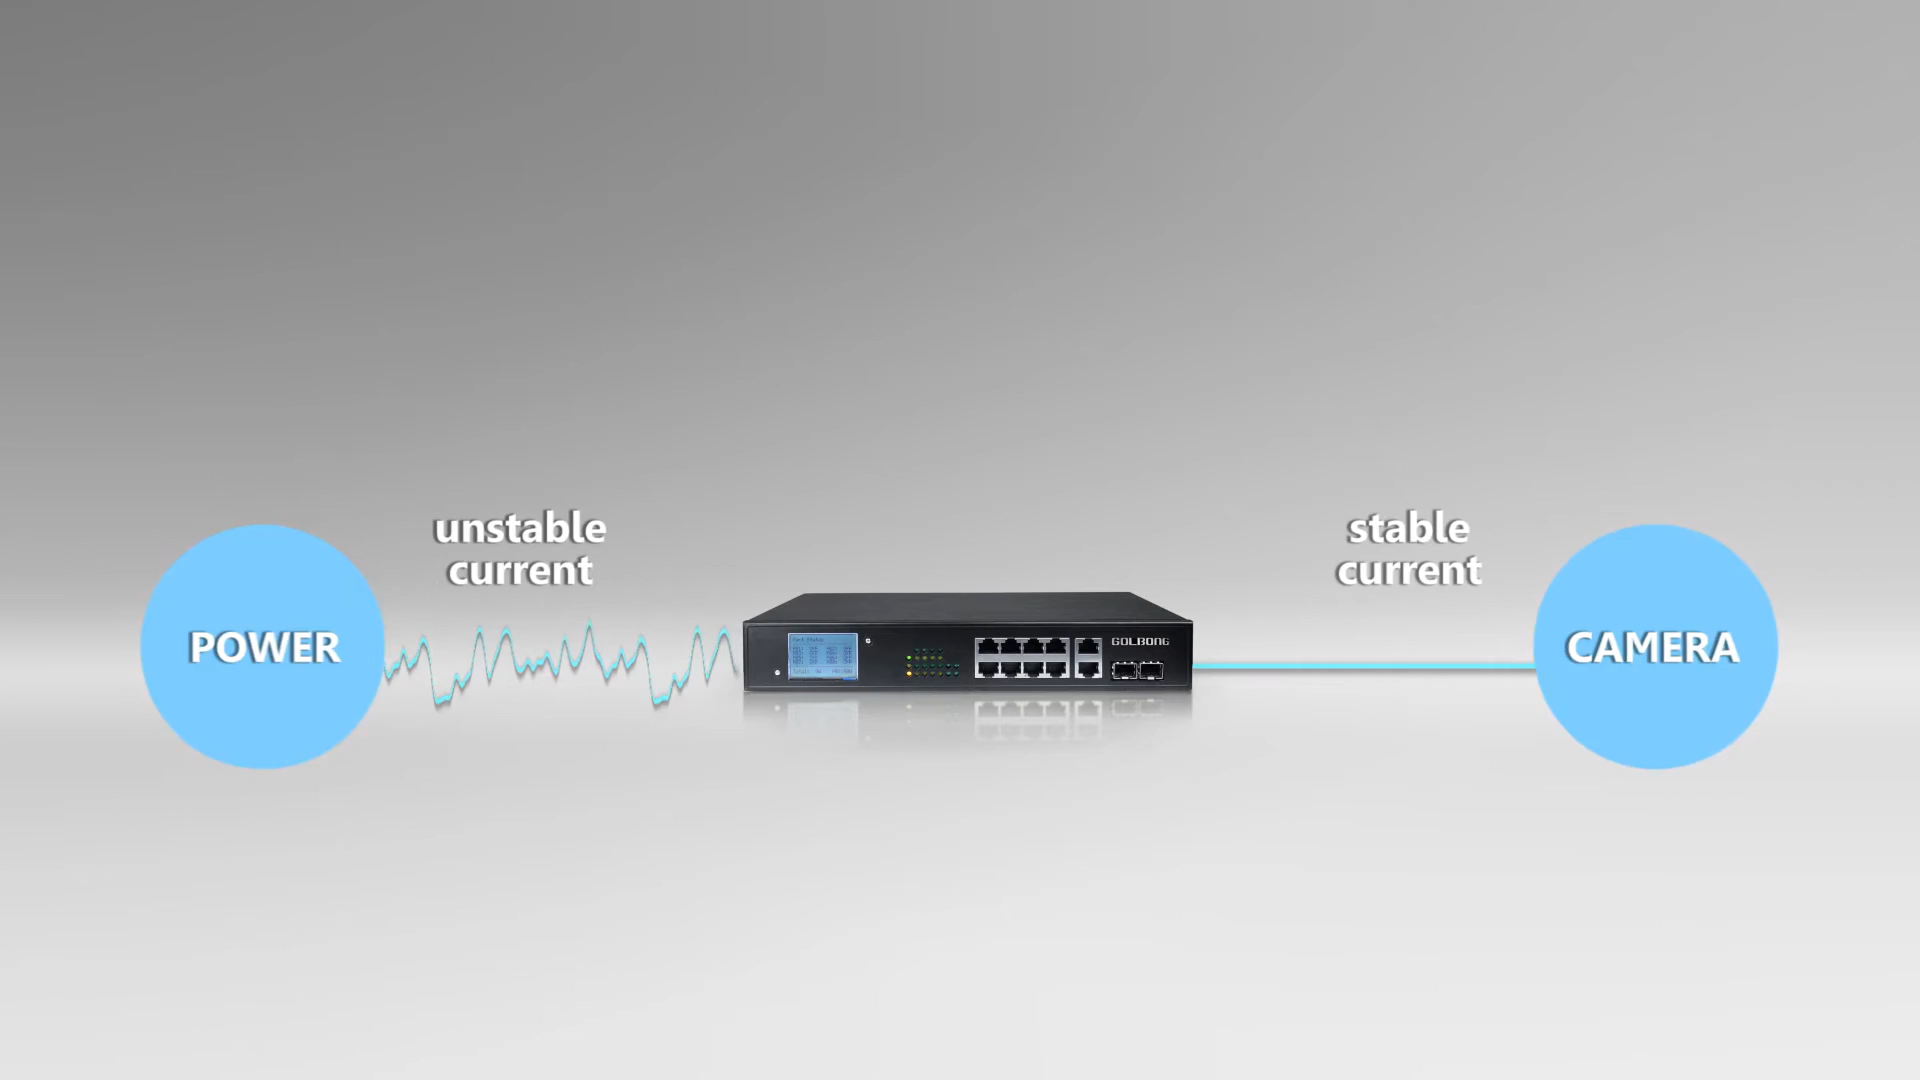 unstable
current
stable
current
POWER
GOLBONG
CAMERA